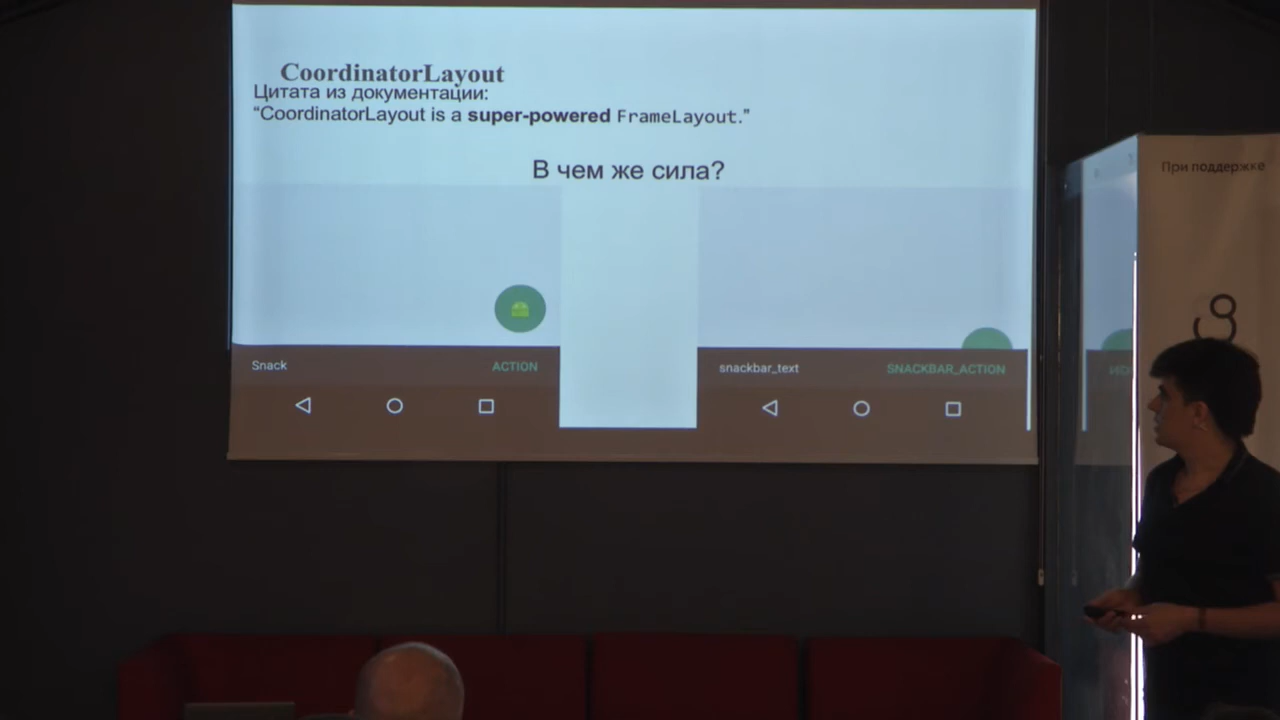 CoordinatorLayout
Цитата из документации:
“CoordinatorLayout is a super-powered FrameLayout.”
В чем же сила?
Snack ACTION
snackbar_text SNACKBAR_ACTION
При поддержке